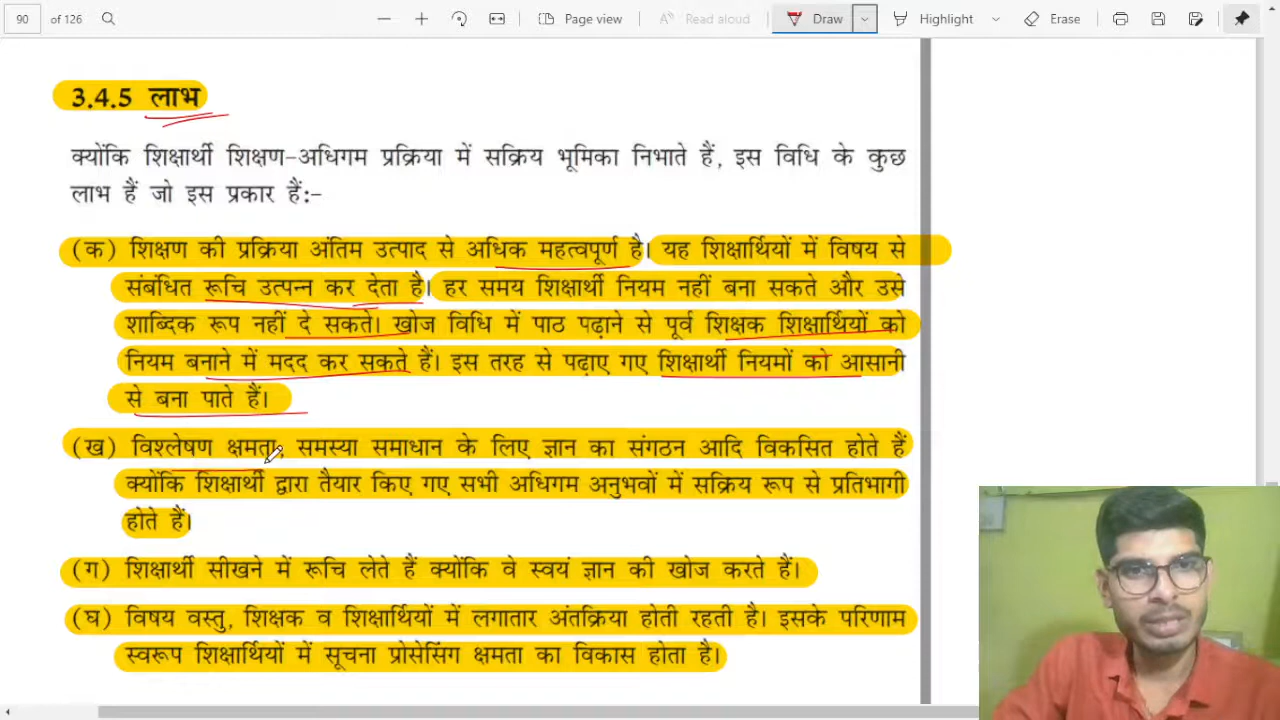 90 of 126 Page view Read aloud Draw Highlight Erase
3.4.5 लाभ
क्योंकि शिक्षार्थी शिक्षण-अधिगम प्रक्रिया में सक्रिय भूमिका निभाते हैं, इस विधि के कुछ
लाभ हैं जो इस प्रकार हैं:-
(क) शिक्षण की प्रक्रिया अंतिम उत्पाद से अधिक महत्वपूर्ण है। यह शिक्षार्थियों में विषय से
संबंधित रूचि उत्पन्न कर देता है। हर समय शिक्षार्थी नियम नहीं बना सकते और उसे
शाब्दिक रूप नहीं दे सकते। खोज विधि में पाठ पढ़ाने से पूर्व शिक्षक शिक्षार्थियों को
नियम बनाने में मदद कर सकते हैं। इस तरह से पढ़ाए गए शिक्षार्थी नियमों को आसानी
से बना पाते हैं।
(ख) विश्लेषण क्षमता, समस्या समाधान के लिए ज्ञान का संगठन आदि विकसित होते हैं
क्योंकि शिक्षार्थी द्वारा तैयार किए गए सभी अधिगम अनुभवों में सक्रिय रूप से प्रतिभागी
होते हैं।
(ग) शिक्षार्थी सीखने में रूचि लेते हैं क्योंकि वे स्वयं ज्ञान की खोज करते हैं।
(घ) विषय वस्तु, शिक्षक व शिक्षार्थियों में लगातार अंतक्रिया होती रहती है। इसके परिणाम
स्वरूप शिक्षार्थियों में सूचना प्रोसेसिंग क्षमता का विकास होता है।